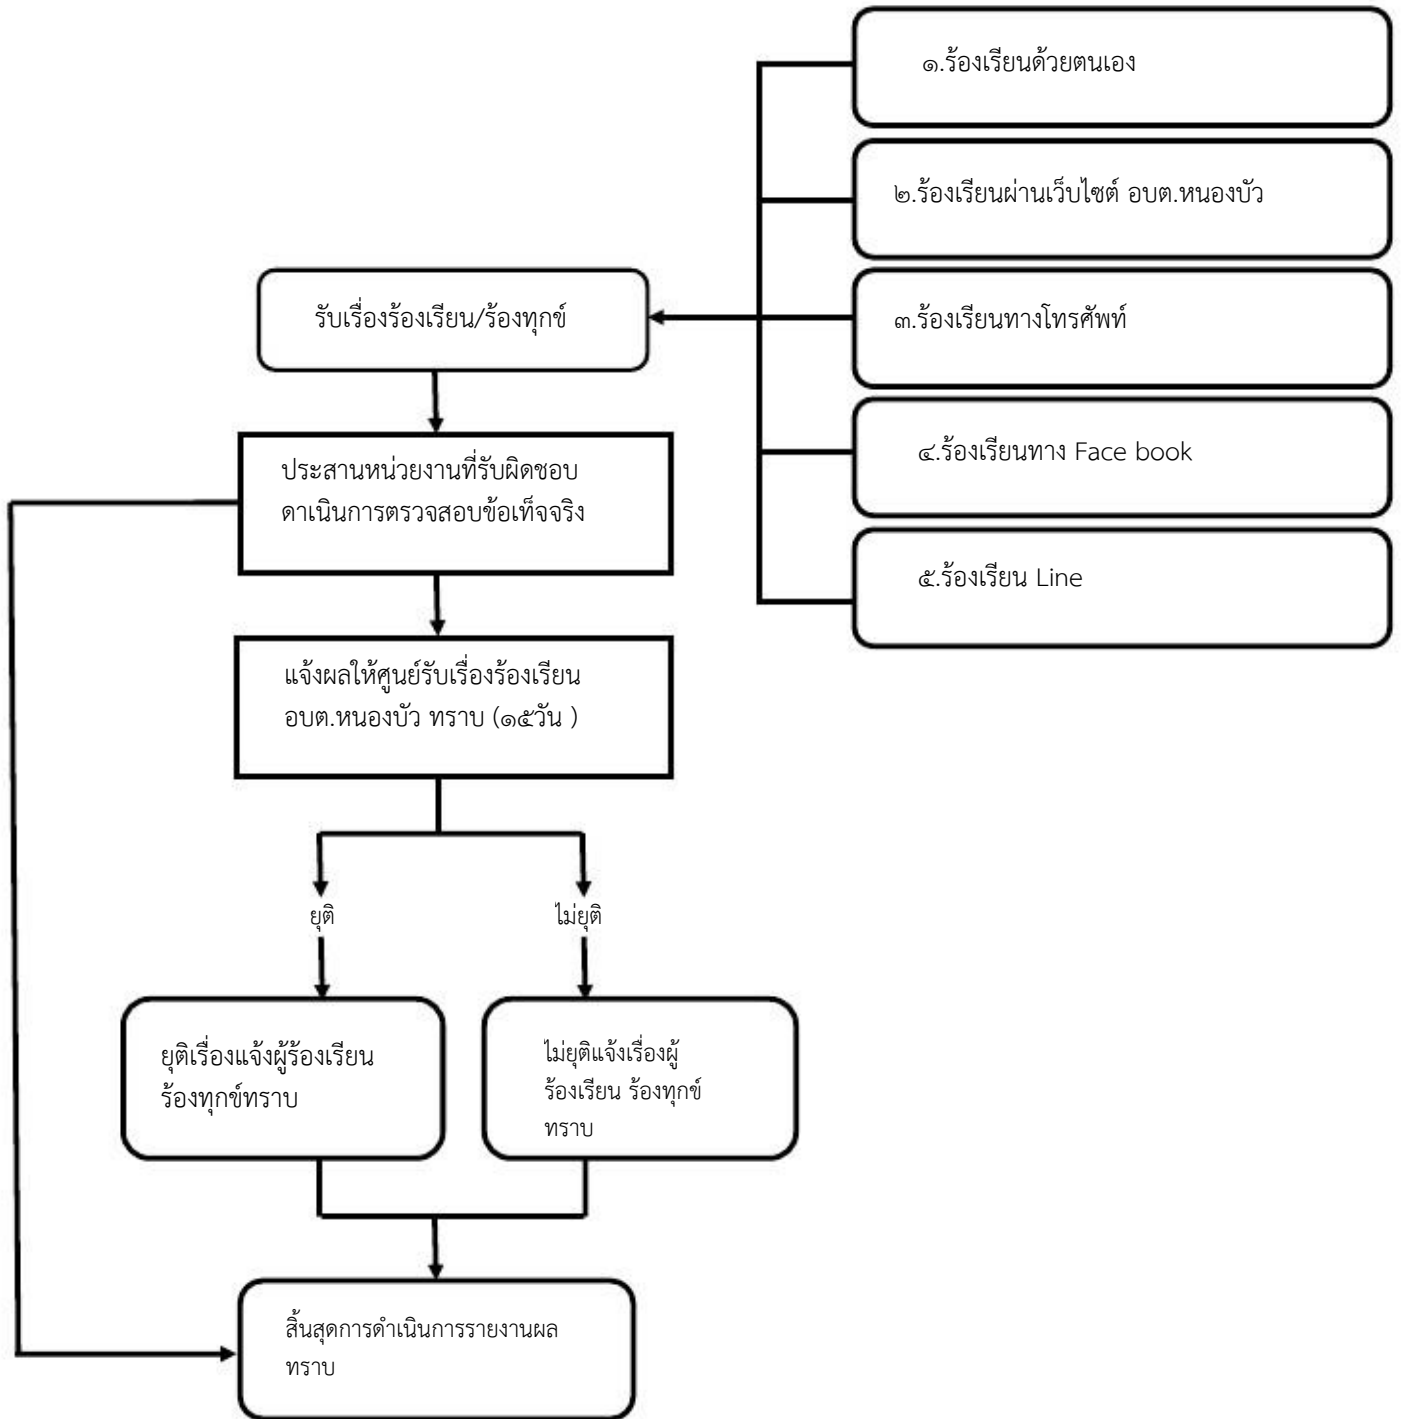 ๑.ร้องเรียนด้วยตนเอง
๒.ร้องเรียนผ่านเว็บไซต์ อบต.หนองบัว
รับเรื่องร้องเรียน/ร้องทุกข์
๓.ร้องเรียนทางโทรศัพท์
๔.ร้องเรียนทาง Face book
ประสานหน่วยงานที่รับผิดชอบ
ดาเนินการตรวจสอบข้อเท็จจริง
๕.ร้องเรียน Line
แจ้งผลให้ศูนย์รับเรื่องร้องเรียน
อบต.หนองบัว ทราบ (๑๕วัน )
ยุติ
ไม่ยุติ
ยุติเรื่องแจ้งผู้ร้องเรียน
ร้องทุกข์ทราบ
ไม่ยุติแจ้งเรื่องผู้
ร้องเรียน ร้องทุกข์
ทราบ
สิ้นสุดการดำเนินการรายงานผล
ทราบ